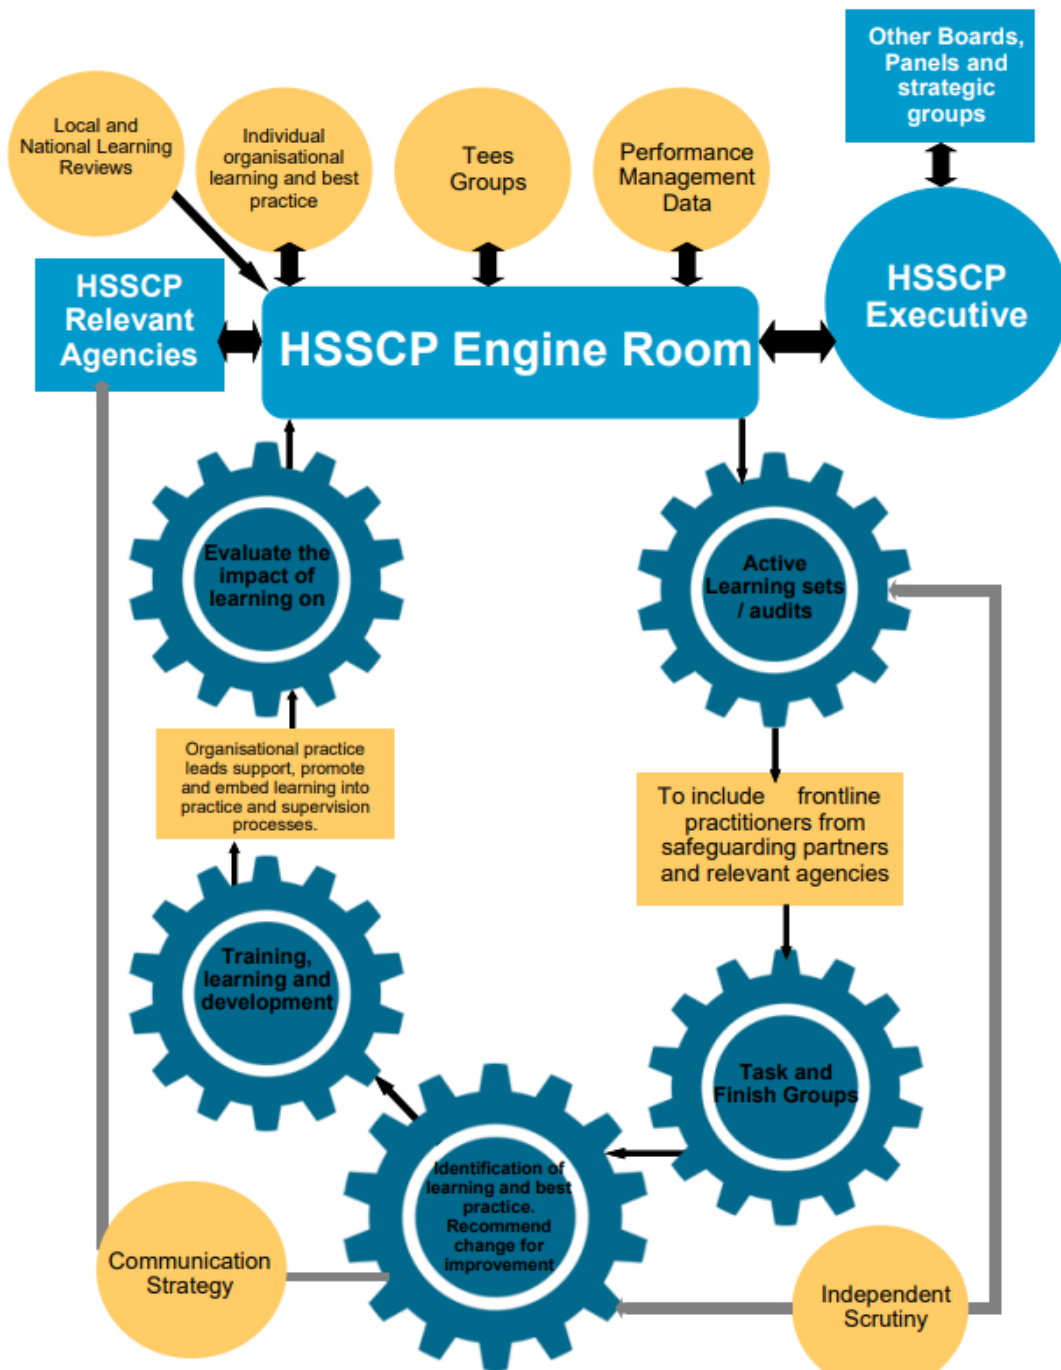 Other Boards,
Panels and
strategic
groups
Local and
National Learning
Reviews
Individual
organisational
learning and best
practice
Tees
Groups
Performance
Management
Data
HSSCP
Executive
HSSCP
Relevant
Agencies
HSSCP Engine Room
Evaluate the
impact of
learning on
Active
Learning sets
/ audits
Organisational practice
leads support, promote
and embed learning into
practice and supervision
processes.
To include frontline
practitioners from
safeguarding partners
and relevant agencies
Training,
learning and
development
Task and
Finish Groups
Identification of
learning and best
practice.
Recommend
change for
improvement
Communication
Strategy
Independent
Scrutiny